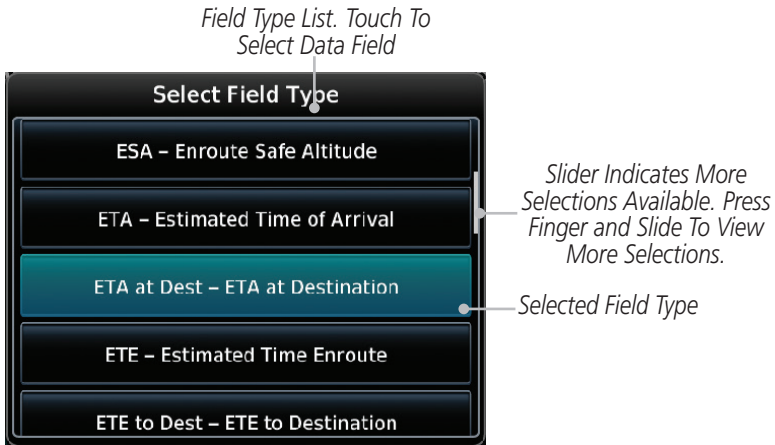 Field Type List. Touch To
Select Data Field
Select Field Type
ESA – Enroute Safe Altitude
ETA – Estimated Time of Arrival
ETA at Dest – ETA at Destination
ETE – Estimated Time Enroute
ETE to Dest – ETE to Destination
Slider Indicates More
Selections Available. Press
Finger and Slide To View
More Selections.
Selected Field Type